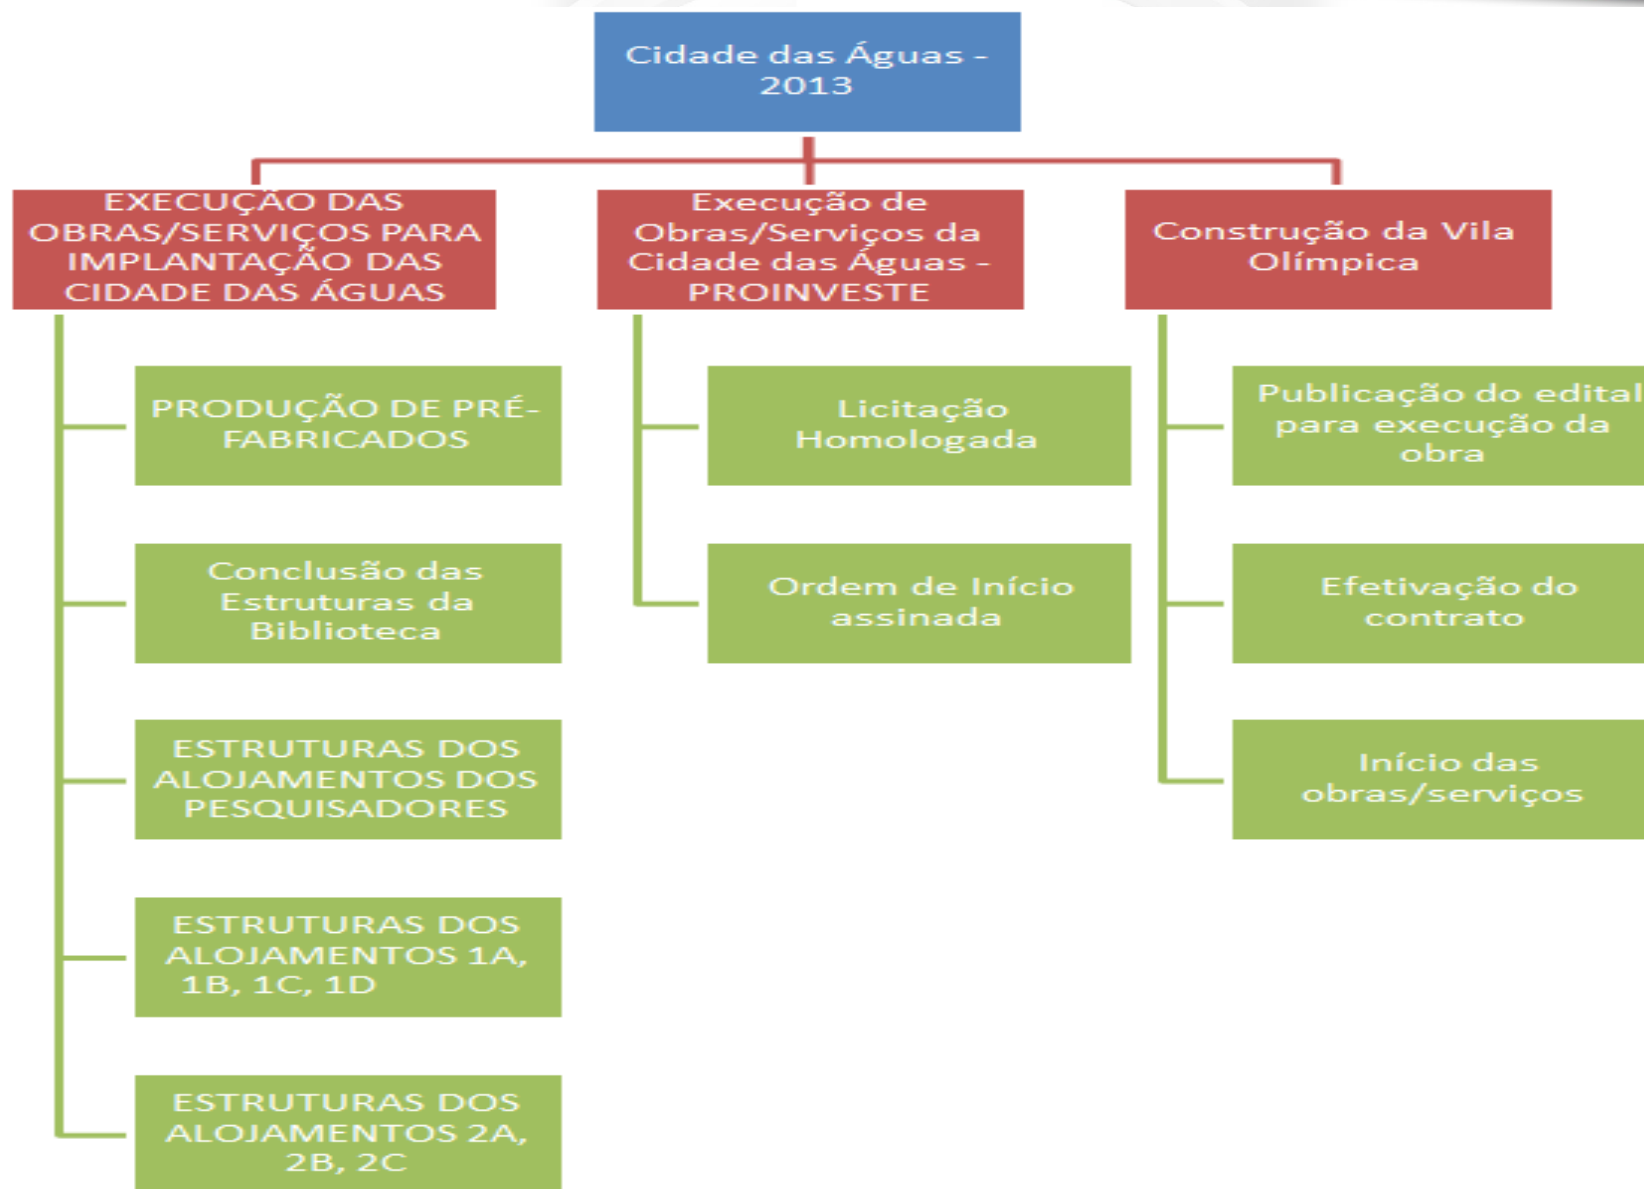 Cidade das Águas -
2013
EXECUÇÃO DAS
OBRAS/SERVIÇOS PARA
IMPLANTAÇÃO DAS
CIDADE DAS ÁGUAS
PRODUÇÃO DE PRÉ-
FABRICADOS
Conclusão das
Estruturas da
Biblioteca
ESTRUTURAS DOS
ALOJAMENTOS DOS
PESQUISADORES
ESTRUTURAS DOS
ALOJAMENTOS 1A,
1B, 1C, 1D
ESTRUTURAS DOS
ALOJAMENTOS 2A,
2B, 2C
Execução de
Obras/Serviços da
Cidade das Águas -
PROINVESTE
Licitação
Homologada
Ordem de Início
assinada
Construção da Vila
Olímpica
Publicação do edital
para execução da
obra
Efetivação do
contrato
Início das
obras/serviços